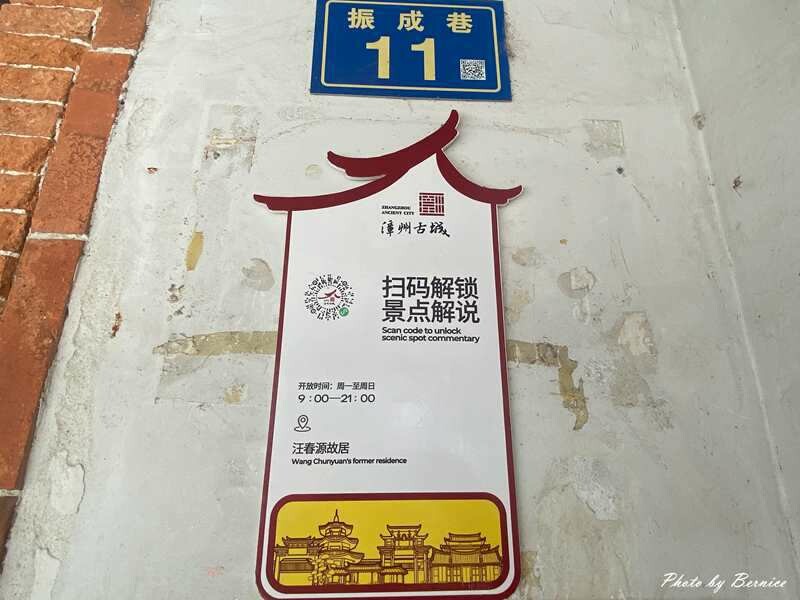 振成巷
11
ZHANGZHOU
ANCIENT CITY
漳州古城
扫码解锁
景点解说
Scan code to unlock
scenic spot commentary
开放时间：周一至周日
9：00—21：00
汪春源故居
Wang Chunyuan's former residence
Photo by Bernice